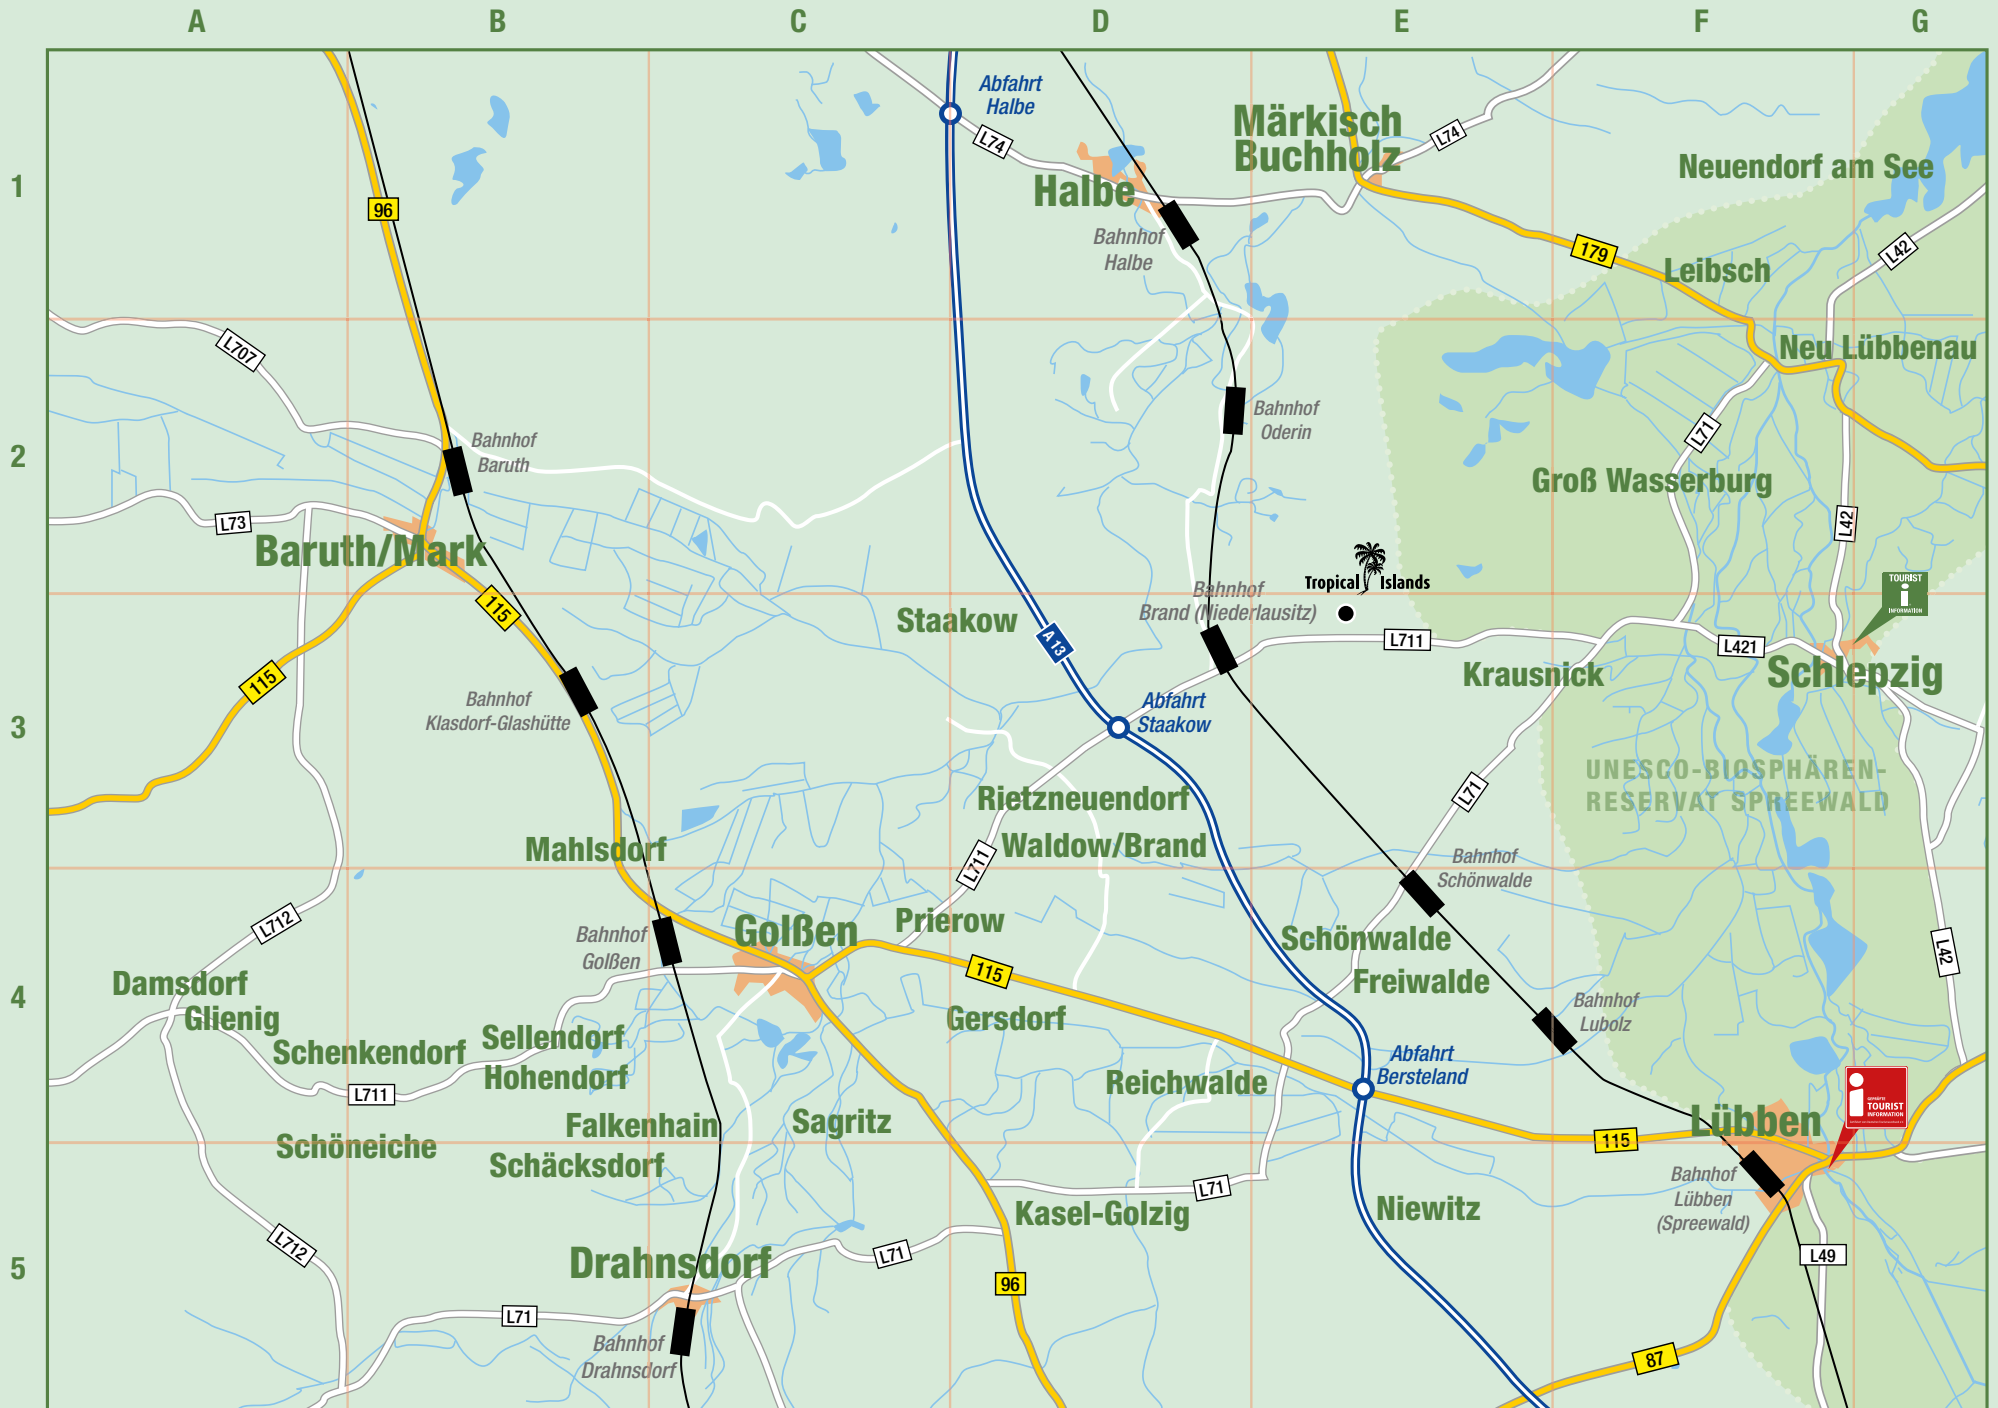 A B C D E F G
1
2
3
4
5
Abfahrt
Halbe
L74
Märkisch
Buchholz
L74
Neuendorf am See
Halbe
96
Bahnhof
Halbe
179
L42
Leibsch
L707
Neu Lübbenau
Bahnhof
Oderin
L71
Bahnhof
Baruth
Groß Wasserburg
L73
L42
Baruth/Mark
Tropical Islands
Bahnhof
Brand (Niederlausitz)
TOURIST
i
INFORMATION
115
Staakow
A 13
L711
L421
115
Krausnick
Schlepzig
Bahnhof
Klasdorf-Glashütte
Abfahrt
Staakow
UNESCO-BIOSPHÄREN-
RESERVAT SPREEWALD
Rietzneuendorf
L71
Mahlsdorf
Waldow/Brand
L711
Bahnhof
Schönwalde
L712
Golßen
Prierow
Bahnhof
Golßen
Schönwalde
L42
115
Freiwalde
Damsdorf
Glienig
Gersdorf
Bahnhof
Lubolz
Schenkendorf
Sellendorf
Hohendorf
Abfahrt
Bersteland
Reichwalde
L711
i
TOURIST
INFORMATION
Falkenhain
Sagritz
Lübben
115
Schöneiche
Schäcksdorf
L71
Bahnhof
Lübben
(Spreewald)
Kasel-Golzig
Niewitz
L712
Drahnsdorf
L71
L49
96
L71
Bahnhof
Drahnsdorf
87